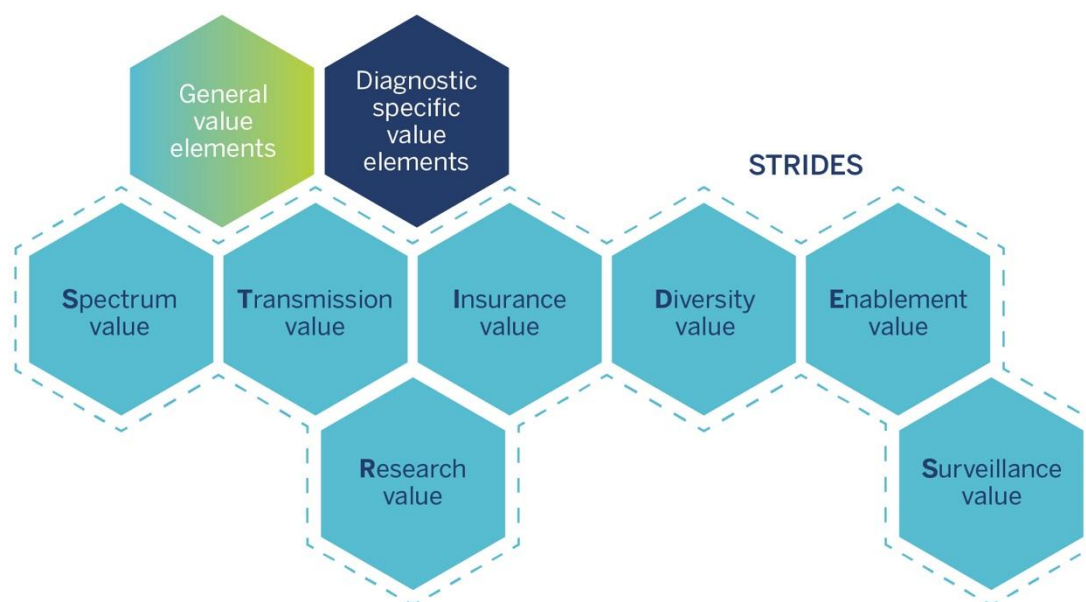 General
value
elements
Diagnostic
specific
value
elements
STRIDES
Spectrum
value
Transmission
value
Insurance
value
Diversity
value
Enablement
value
Research
value
Surveillance
value